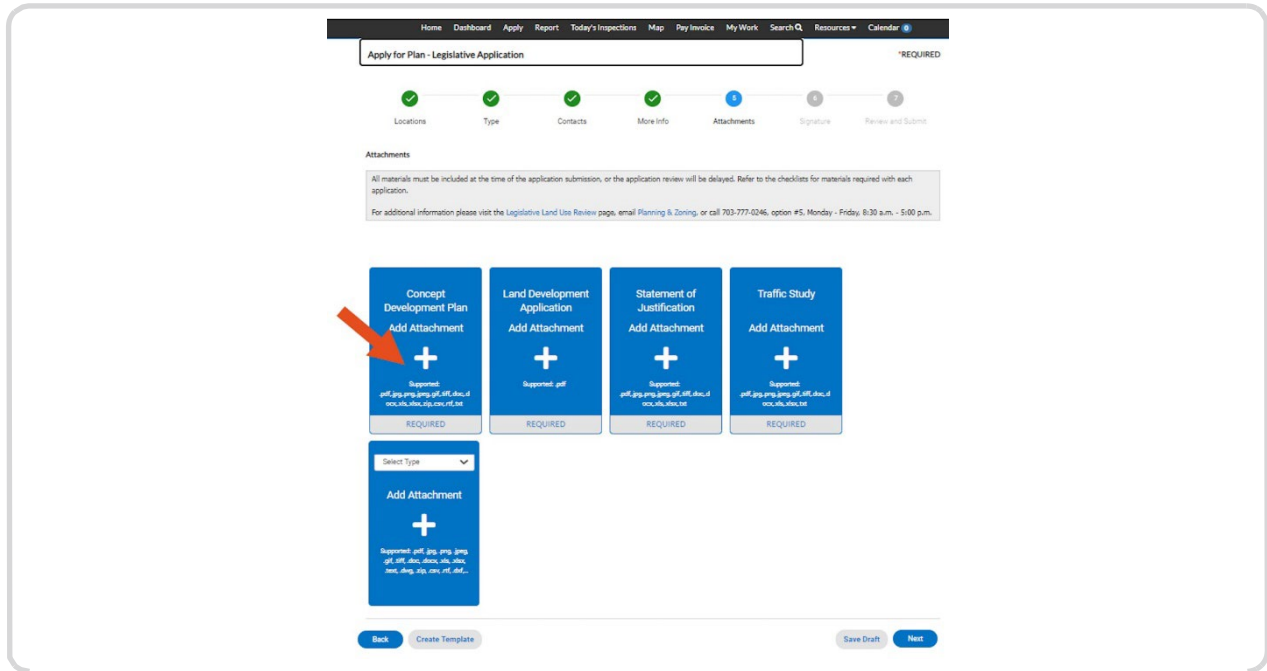 Home Dashboard Apply Report Today's Inspections Map Pay Invoice My Work Search Resources Calendar 0
Apply for Plan - Legislative Application
*REQUIRED
5 6 7
Locations Type Contacts More Info Attachments Signature Review and Submit
Attachments
All materials must be included at the time of the application submission, or the application review will be delayed. Refer to the checklists for materials required with each
application.
For additional information please visit the Legislative Land Use Review page, email Planning & Zoning, or call 703-777-0246, option #5, Monday - Friday, 8:30 a.m. - 5:00 p.m.
Concept
Development Plan
Add Attachment
Supported:
.pdf,.jpg,.png,.jpeg,.gif,.tiff,.doc,.d
ocx,.xls,.xlsx,.zip,.csv,.rtf,.txt
REQUIRED
Land Development
Application
Add Attachment
Supported: .pdf
REQUIRED
Statement of
Justification
Add Attachment
Supported:
.pdf,.jpg,.png,.jpeg,.gif,.tiff,.doc,.d
ocx,.xls,.xlsx,.txt
REQUIRED
Traffic Study
Add Attachment
Supported:
.pdf,.jpg,.png,.jpeg,.gif,.tiff,.doc,.d
ocx,.xls,.xlsx,.txt
REQUIRED
Select Type
Add Attachment
Supported: .pdf, .jpg, .png, .jpeg,
.gif, .tiff, .doc, .docx, .xls, .xlsx,
.text, .dwg, .zip, .csv, .rtf, .dxf,...
Back Create Template Save Draft Next